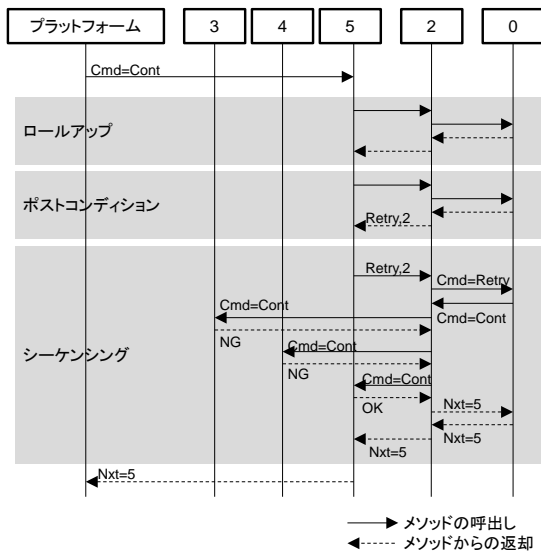 プラットフォーム 3 4 5 2 0
Cmd=Cont
ロールアップ
ポストコンディション
Retry,2
Retry,2
Cmd=Retry
Cmd=Cont
Cmd=Cont
NG
Cmd=Cont
シーケンシング
NG
Cmd=Cont
OK
Nxt=5
Nxt=5
Nxt=5
Nxt=5
メソッドの呼出し
メソッドからの返却